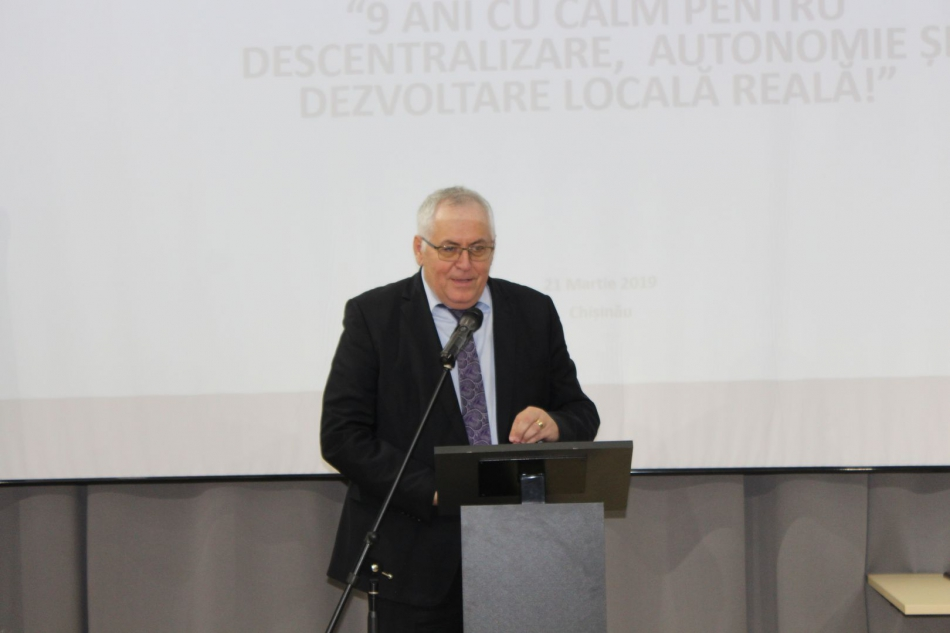 “9 ANI CU CALM PENTRU
DESCENTRALIZARE, AUTONOMIE ȘI
DEZVOLTARE LOCALĂ REALĂ!”
21 Martie 2019
Chișinău